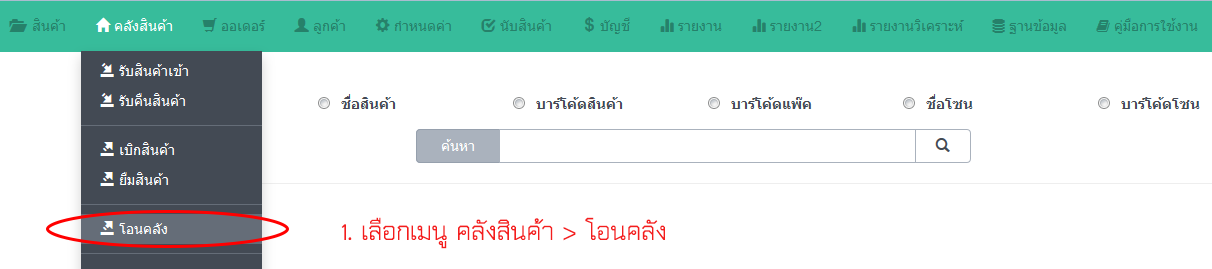 สินค้า คลังสินค้า ออเดอร์ ลูกค้า กำหนดค่า นับสินค้า บัญชี รายงาน รายงาน2 รายงานวิเคราะห์ ฐานข้อมูล คู่มือการใช้งาน
รับสินค้าเข้า
รับคืนสินค้า
ชื่อสินค้า บาร์โค้ดสินค้า บาร์โค้ดแพ็ค ชื่อโซน บาร์โค้ดโซน
ค้นหา
เบิกสินค้า
ยืมสินค้า
โอนคลัง
1. เลือกเมนู คลังสินค้า > โอนคลัง